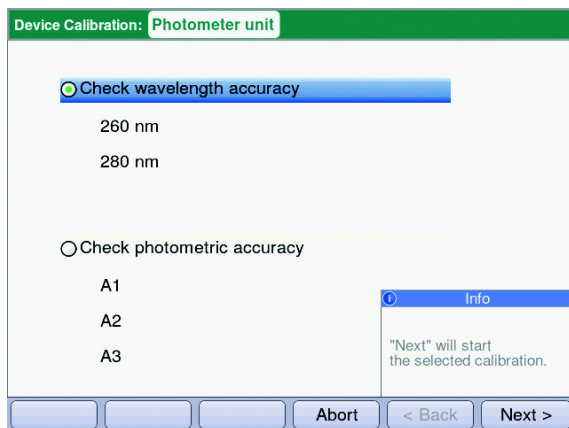 Device Calibration: Photometer unit
Check wavelength accuracy
260 nm
280 nm
Check photometric accuracy
A1
A2
A3
i Info
"Next" will start
the selected calibration.
Abort < Back Next >